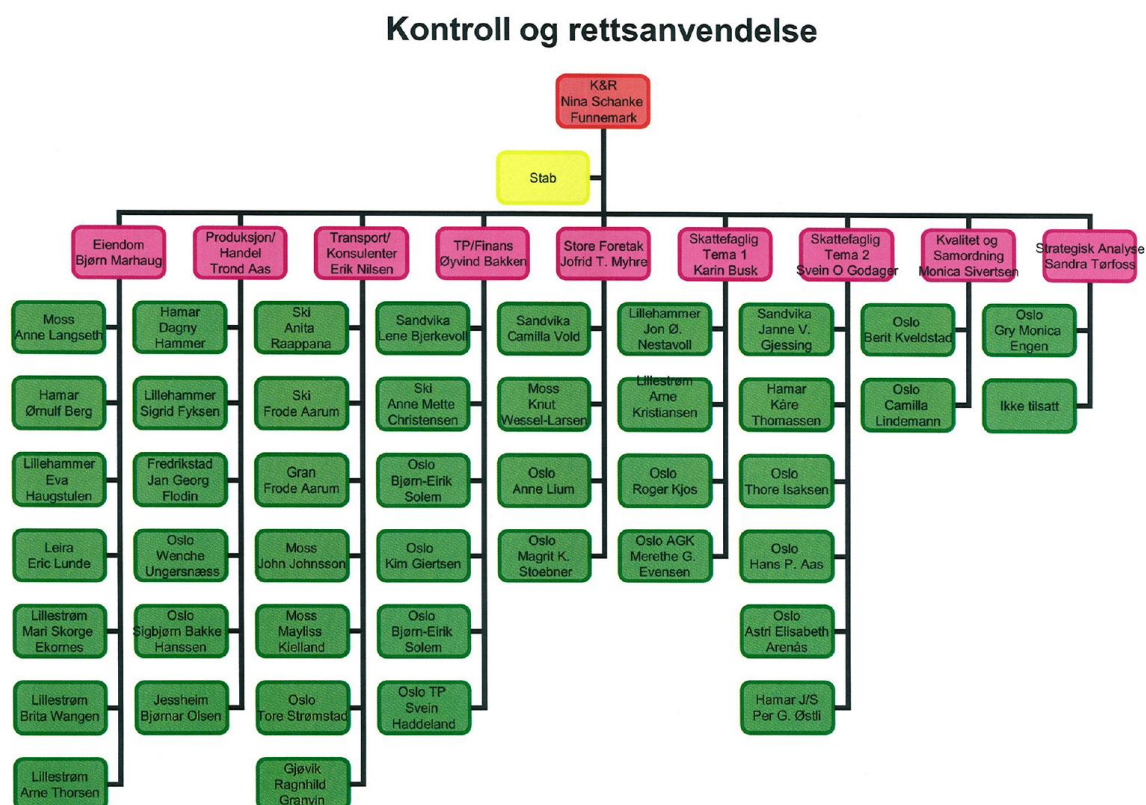 Kontroll og rettsanvendelse
K&R
Nina Schanke
Funnemark
Stab
Eiendom
Bjørn Marhaug
Produksjon/
Handel
Trond Aas
Transport/
Konsulenter
Erik Nilsen
TP/Finans
Øyvind Bakken
Store Foretak
Jofrid T. Myhre
Skattefaglig
Tema 1
Karin Busk
Skattefaglig
Tema 2
Svein O Godager
Kvalitet og
Samordning
Monica Sivertsen
Strategisk Analyse
Sandra Tørfoss
Moss
Anne Langseth
Hamar
Dagny
Hammer
Ski
Anita
Raappana
Sandvika
Lene Bjerkevoll
Sandvika
Camilla Vold
Lillehammer
Jon Ø.
Nestavoll
Sandvika
Janne V.
Gjessing
Oslo
Berit Kveldstad
Oslo
Gry Monica
Engen
Hamar
Ørnulf Berg
Lillehammer
Sigrid Fyksen
Ski
Frode Aarum
Ski
Anne Mette
Christensen
Moss
Knut
Wessel-Larsen
Lillestrøm
Arne
Kristiansen
Hamar
Kåre
Thomassen
Oslo
Camilla
Lindemann
Ikke tilsatt
Lillehammer
Eva
Haugstulen
Fredrikstad
Jan Georg
Flodin
Gran
Frode Aarum
Oslo
Bjørn-Eirik
Solem
Oslo
Anne Lium
Oslo
Roger Kjos
Oslo
Thore Isaksen
Leira
Eric Lunde
Oslo
Wenche
Ungersnæss
Moss
John Johnsson
Oslo
Kim Giertsen
Oslo
Magrit K.
Stoebner
Oslo AGK
Merethe G.
Evensen
Oslo
Hans P. Aas
Lillestrøm
Mari Skorge
Ekornes
Oslo
Sigbjørn Bakke
Hanssen
Moss
Mayliss
Kielland
Oslo
Bjørn-Eirik
Solem
Oslo
Astri Elisabeth
Arenås
Lillestrøm
Brita Wangen
Jessheim
Bjørnar Olsen
Oslo
Tore Strømstad
Oslo TP
Svein
Haddeland
Hamar J/S
Per G. Østli
Lillestrøm
Arne Thorsen
Gjøvik
Ragnhild
Granvin